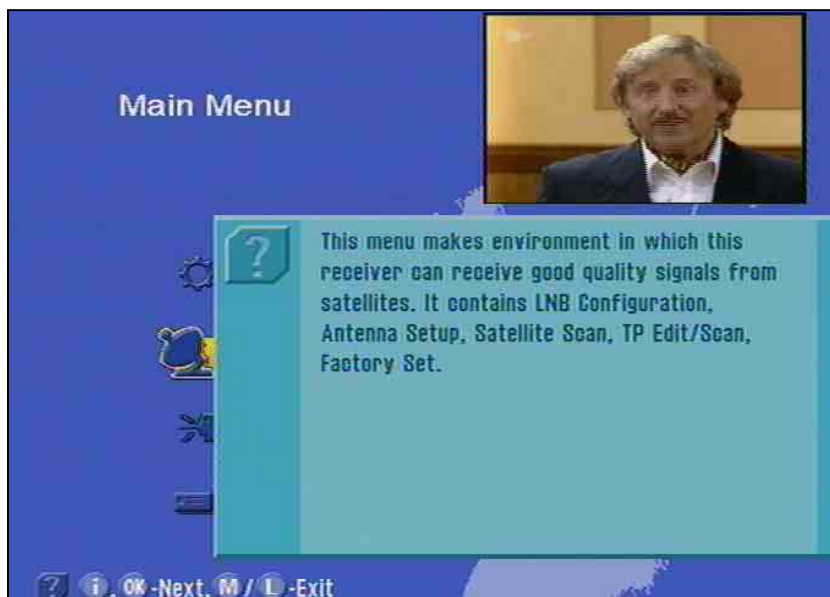 Main Menu
?
This menu makes environment in which this
receiver can receive good quality signals from
satellites. It contains LNB Configuration,
Antenna Setup, Satellite Scan, TP Edit/Scan,
Factory Set.
? i, OK -Next, M / L -Exit